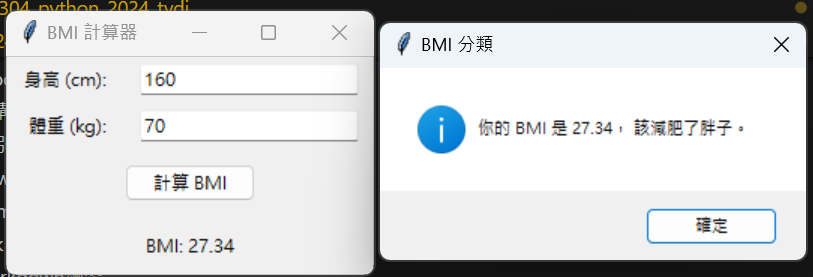 304_python_2024_tydi
BMI 計算器
身高 (cm):
160
體重 (kg):
70
計算 BMI
BMI: 27.34
BMI 分類
你的 BMI 是 27.34， 該減肥了胖子。
確定